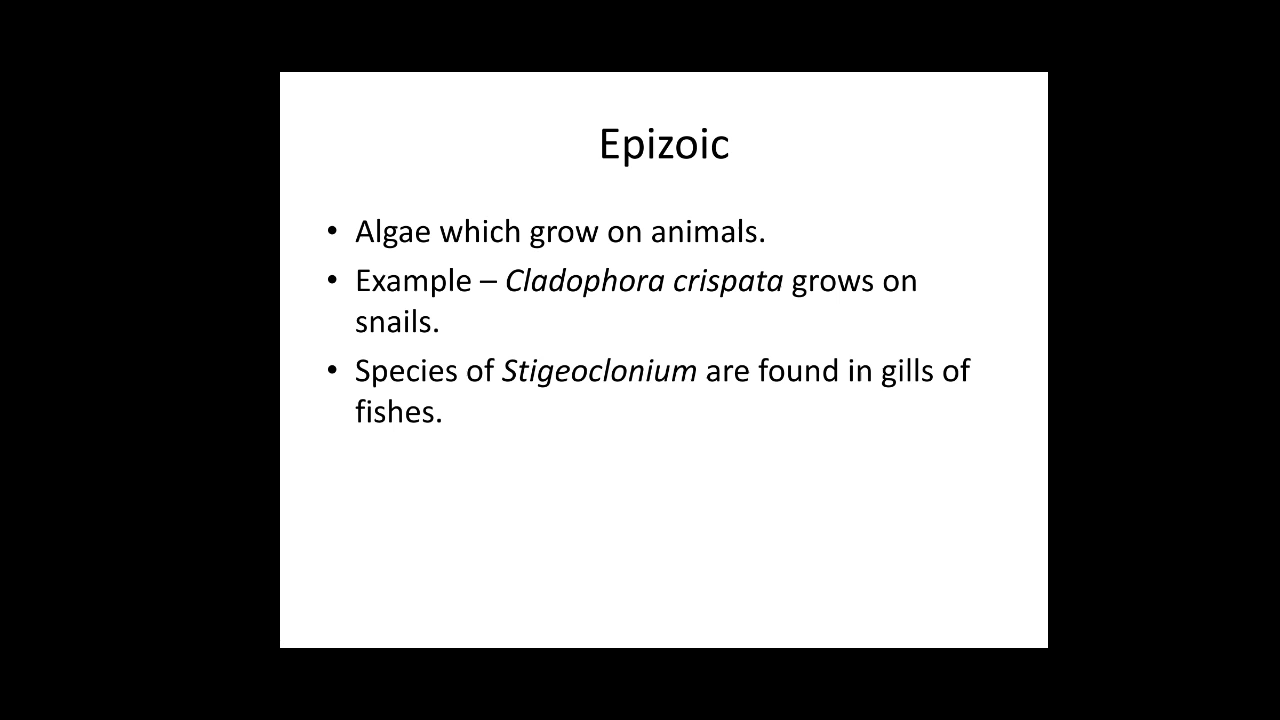 Epizoic
• Algae which grow on animals.
• Example – Cladophora crispata grows on
snails.
• Species of Stigeoclonium are found in gills of
fishes.